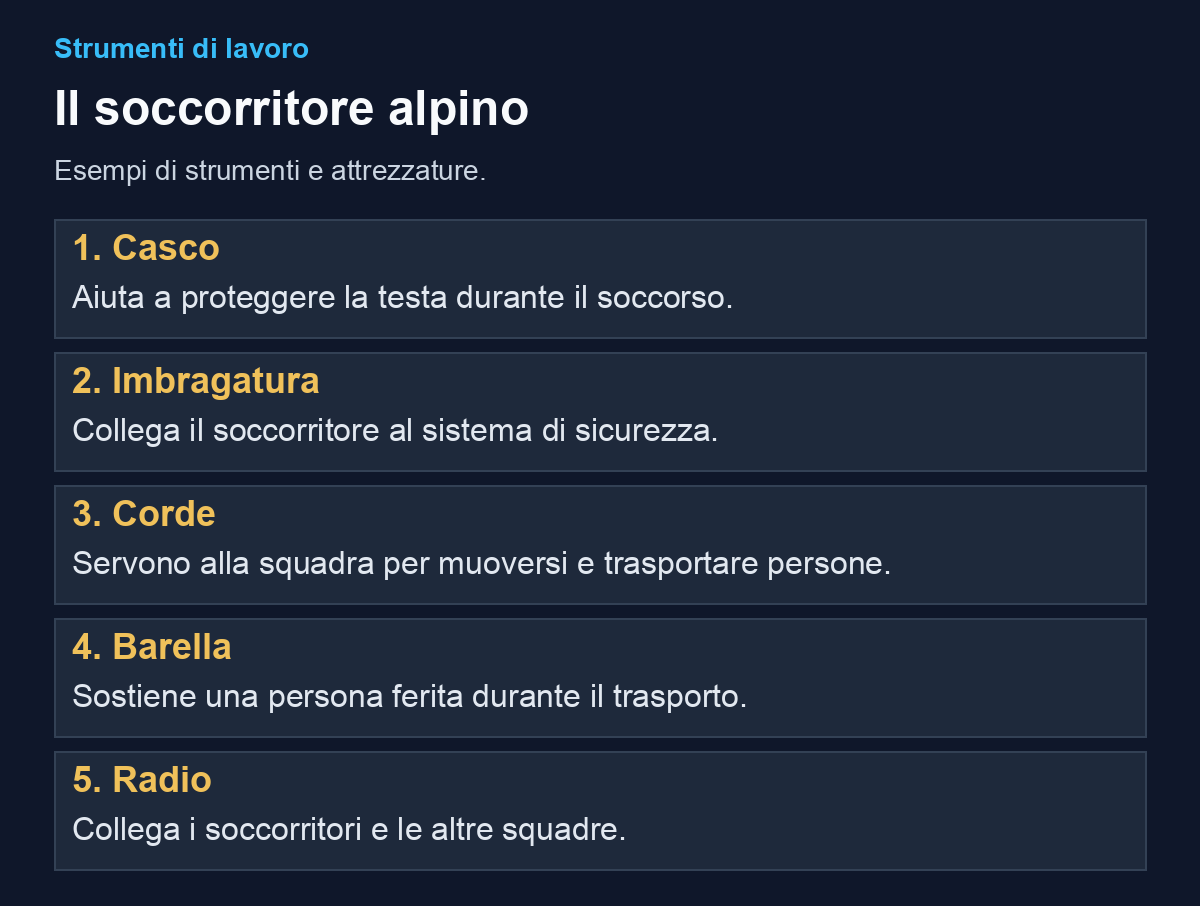 Strumenti di lavoro
Il soccorritore alpino
Esempi di strumenti e attrezzature.
1. Casco
Aiuta a proteggere la testa durante il soccorso.
2. Imbragatura
Collega il soccorritore al sistema di sicurezza.
3. Corde
Servono alla squadra per muoversi e trasportare persone.
4. Barella
Sostiene una persona ferita durante il trasporto.
5. Radio
Collega i soccorritori e le altre squadre.